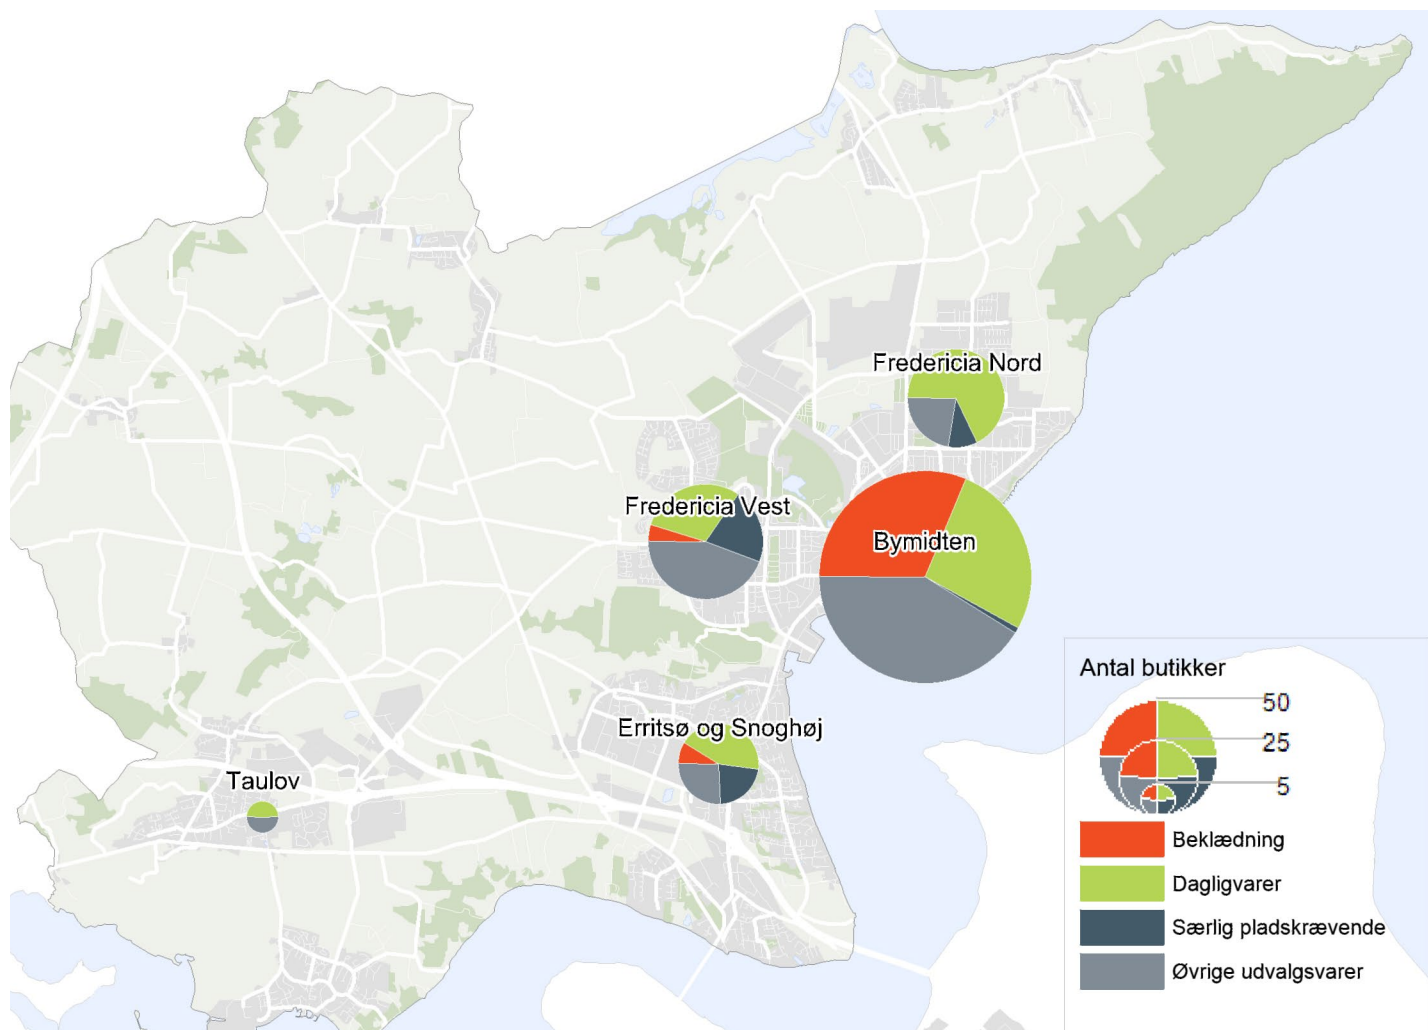 Fredericia Nord
Fredericia Vest
Bymidten
Erritsø og Snoghøj
Taulov
Antal butikker
50
25
5
Beklædning
Dagligvarer
Særlig pladskrævende
Øvrige udvalgsvarer